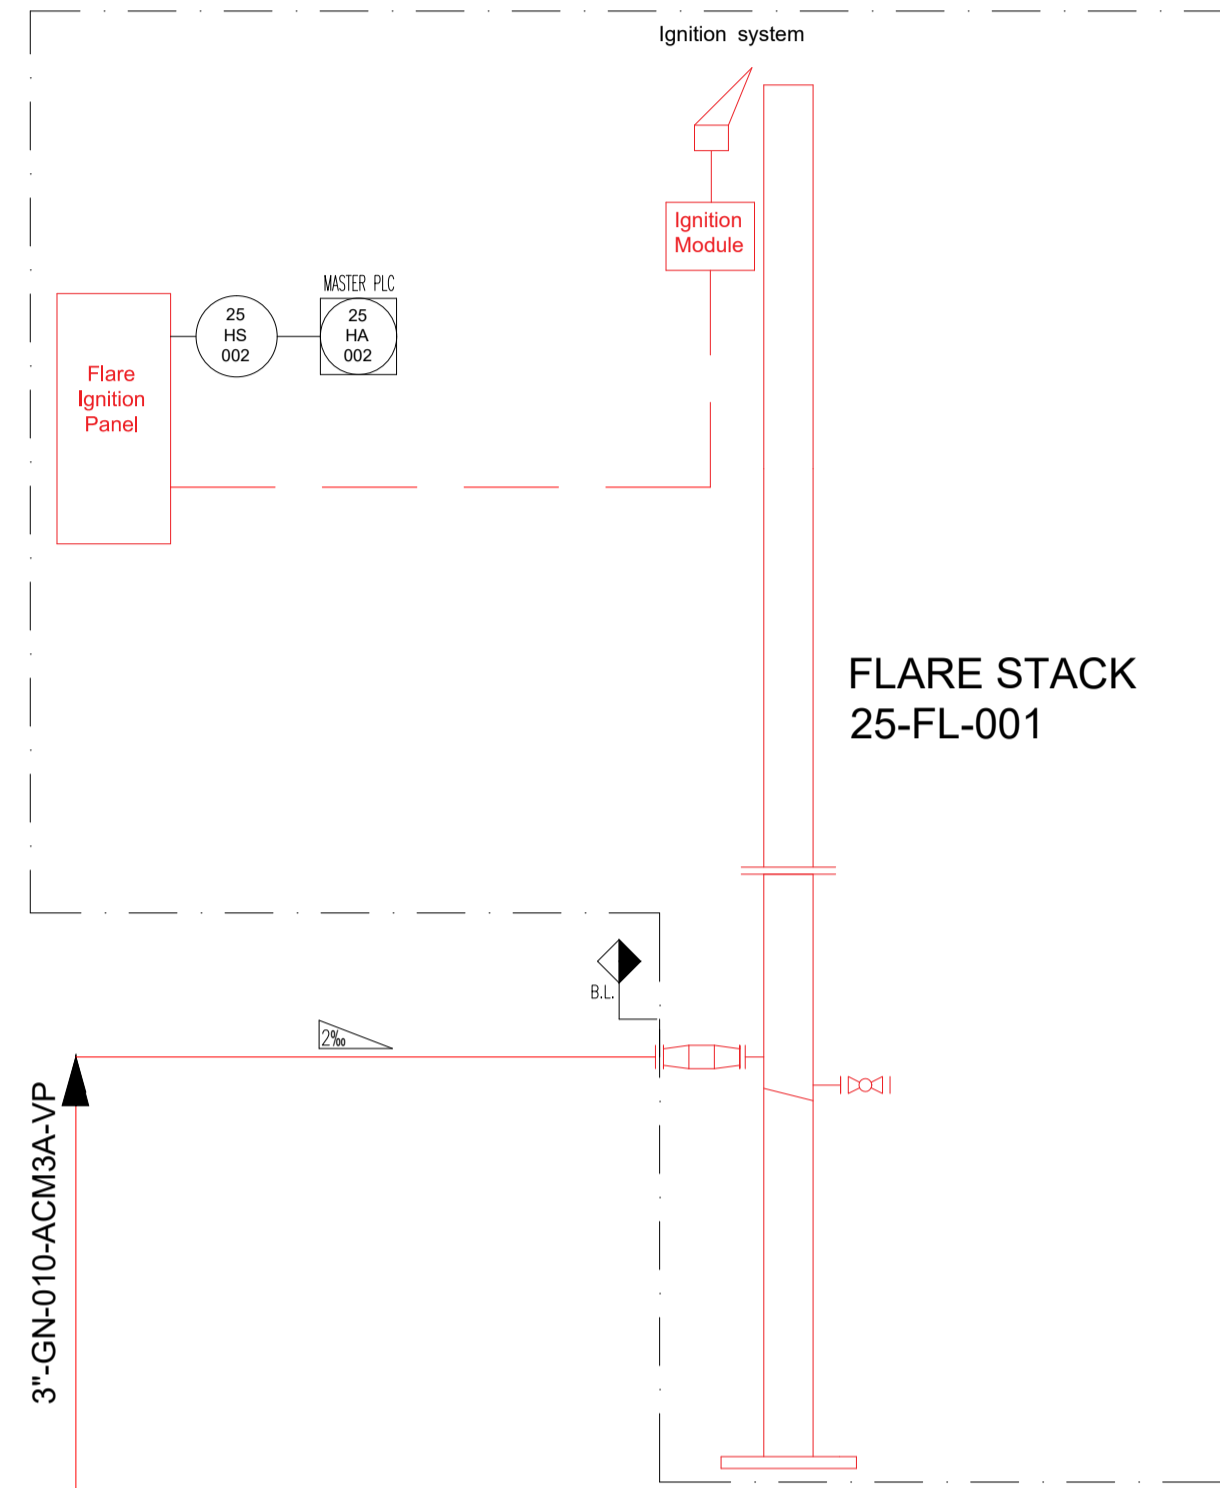 Ignition system
Ignition
Module
MASTER PLC
25
HS
002
25
HA
002
Flare
Ignition
Panel
FLARE STACK
25-FL-001
B.L.
2‰
3"-GN-010-ACM3A-VP